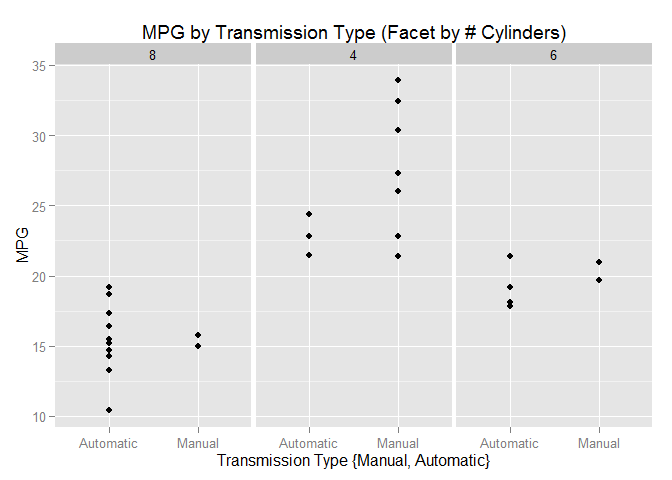 MPG by Transmission Type (Facet by # Cylinders)
8 4 6
MPG
35
30
25
20
15
10
Automatic Manual Automatic Manual Automatic Manual
Transmission Type {Manual, Automatic}